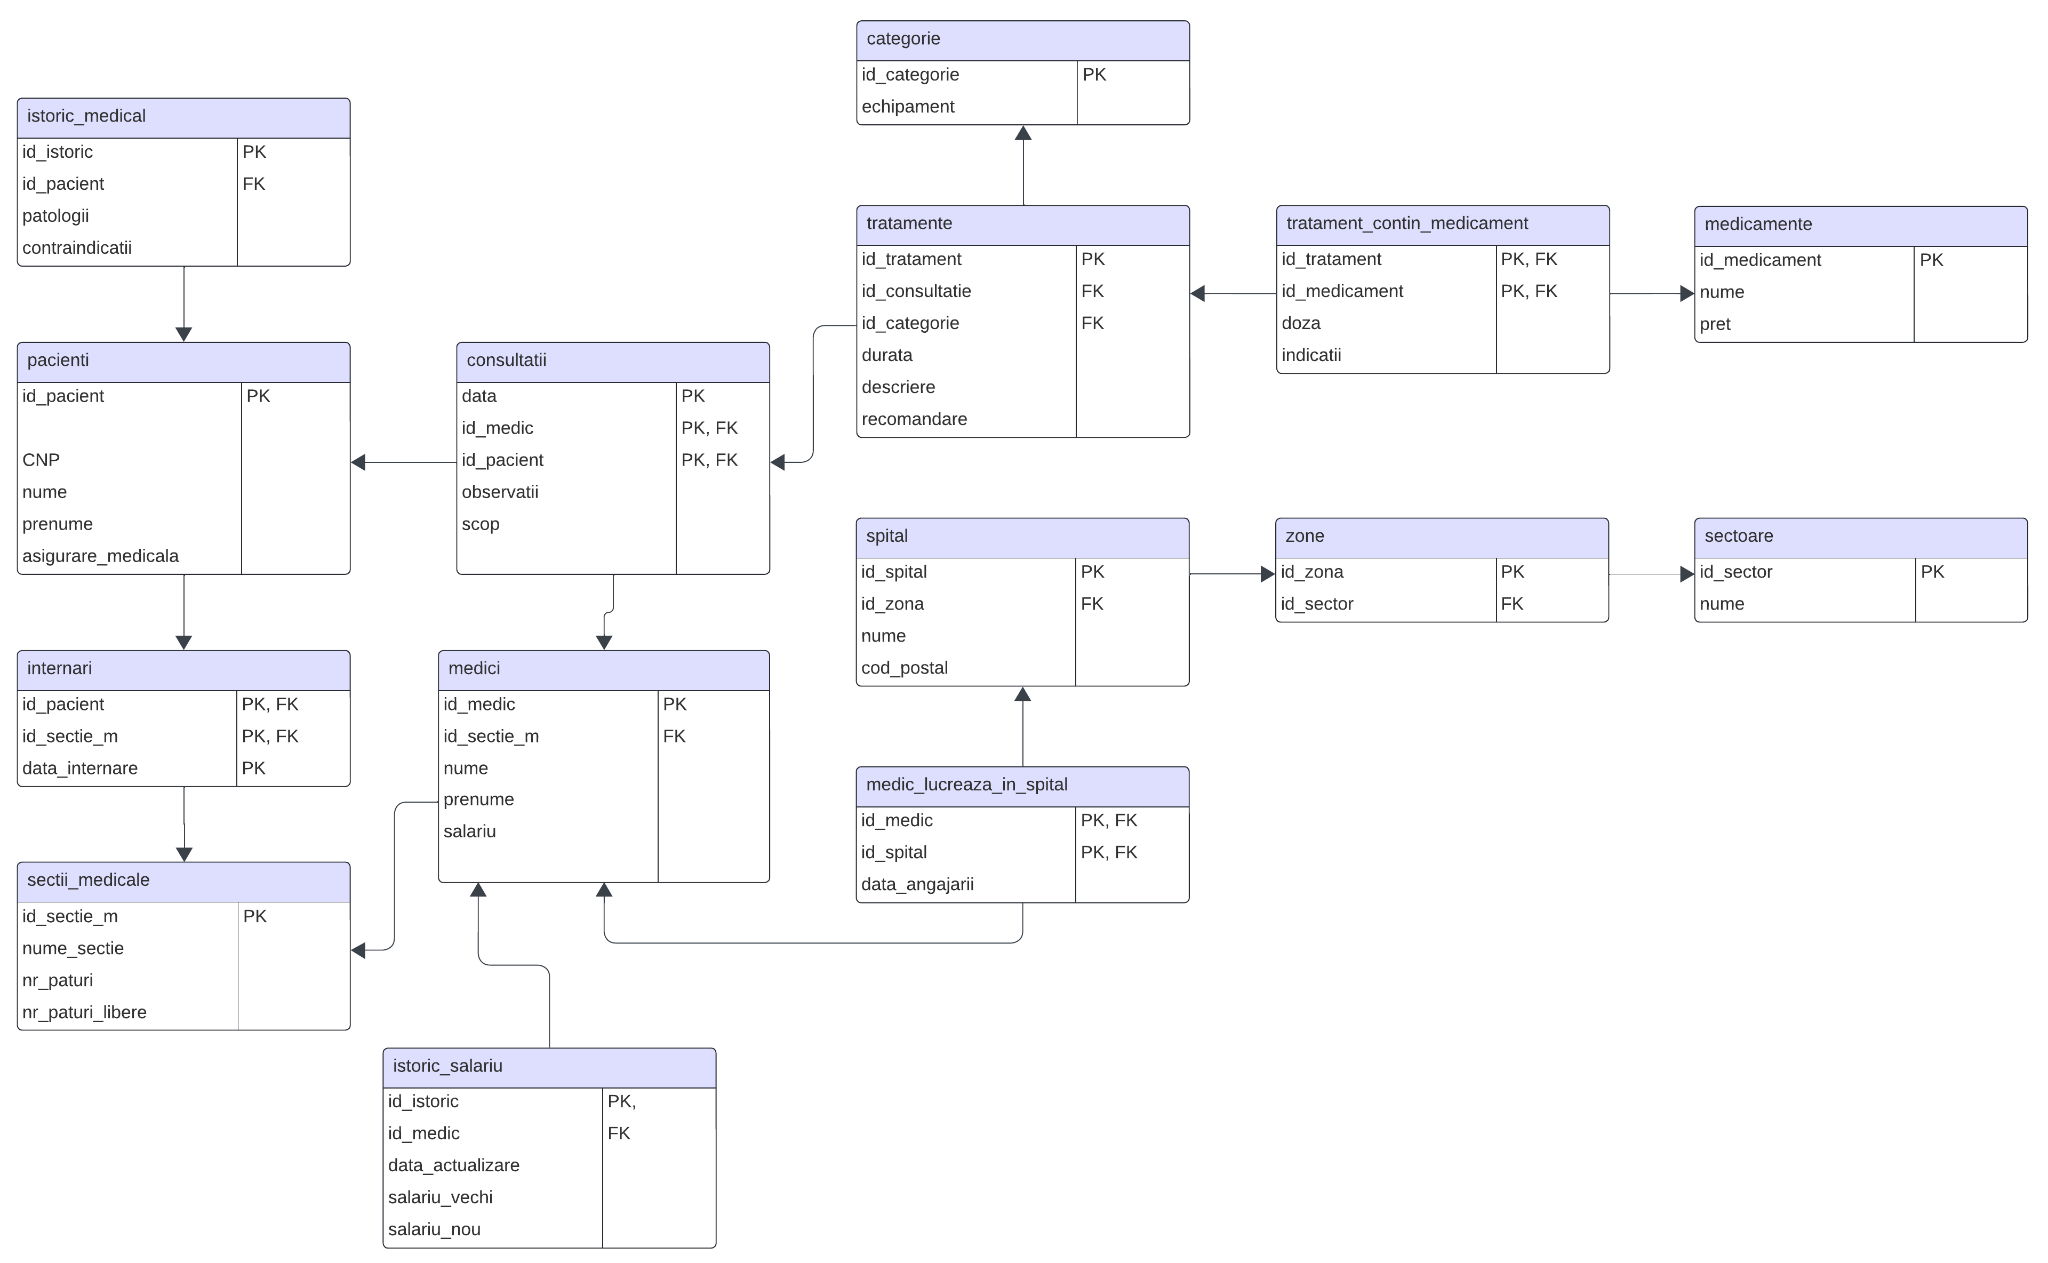 categorie
id_categorie PK
echipament
istoric_medical
id_istoric PK
id_pacient FK
patologii
contraindicatii
tratamente
id_tratament PK
id_consultatie FK
id_categorie FK
durata
descriere
recomandare
tratament_contin_medicament
id_tratament PK, FK
id_medicament PK, FK
doza
indicatii
medicamente
id_medicament PK
nume
pret
pacienti
id_pacient PK
CNP
nume
prenume
asigurare_medicala
consultatii
data PK
id_medic PK, FK
id_pacient PK, FK
observatii
scop
spital
id_spital PK
id_zona FK
nume
cod_postal
zone
id_zona PK
id_sector FK
sectoare
id_sector PK
nume
internari
id_pacient PK, FK
id_sectie_m PK, FK
data_internare PK
medici
id_medic PK
id_sectie_m FK
nume
prenume
salariu
medic_lucreaza_in_spital
id_medic PK, FK
id_spital PK, FK
data_angajarii
sectii_medicale
id_sectie_m PK
nume_sectie
nr_paturi
nr_paturi_libere
istoric_salariu
id_istoric PK,
id_medic FK
data_actualizare
salariu_vechi
salariu_nou